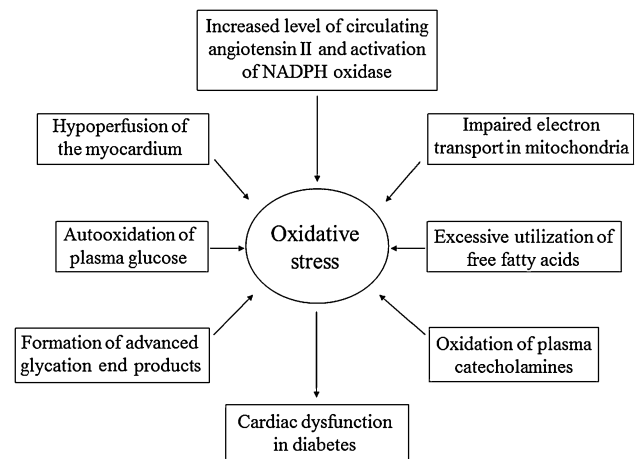 Increased level of circulating
angiotensin II and activation
of NADPH oxidase
Hypoperfusion of
the myocardium
Impaired electron
transport in mitochondria
Autooxidation of
plasma glucose
Oxidative
stress
Excessive utilization of
free fatty acids
Formation of advanced
glycation end products
Oxidation of plasma
catecholamines
Cardiac dysfunction
in diabetes